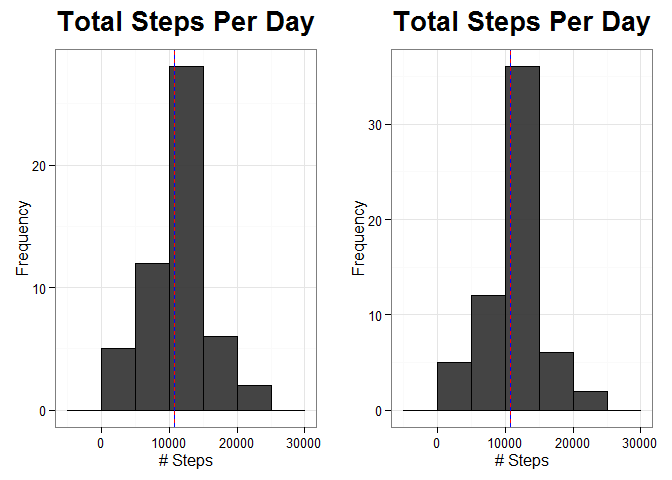 Total Steps Per Day
Frequency
20
10
0
0 10000 20000 30000
# Steps
Total Steps Per Day
Frequency
30
20
10
0
0 10000 20000 30000
# Steps